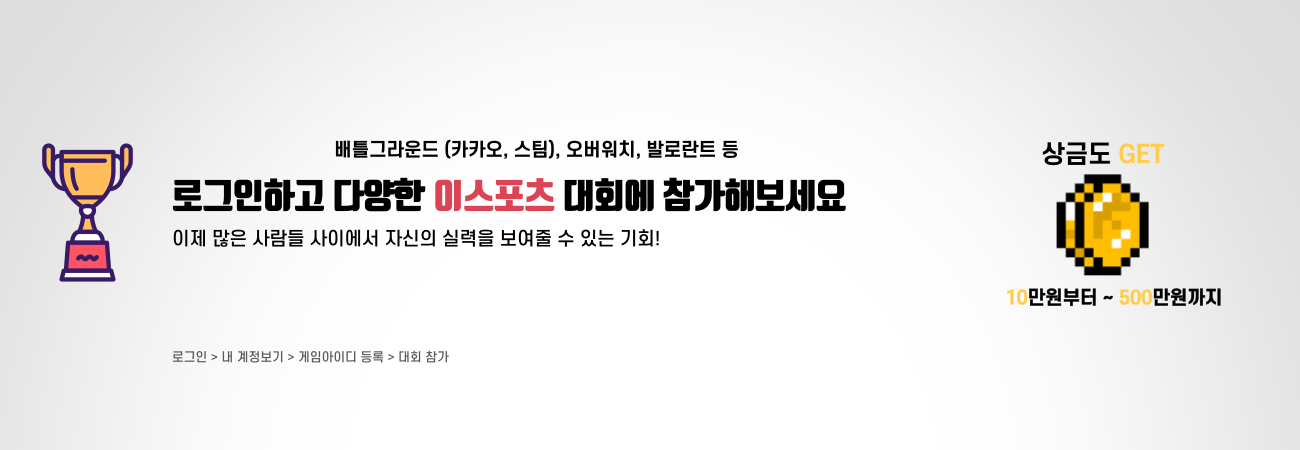 배틀그라운드 (카카오, 스팀), 오버워치, 발로란트 등
로그인하고 다양한 이스포츠 대회에 참가해보세요
이제 많은 사람들 사이에서 자신의 실력을 보여줄 수 있는 기회!
로그인 > 내 계정보기 > 게임아이디 등록 > 대회 참가
상금도 GET
10만원부터 ~ 500만원까지